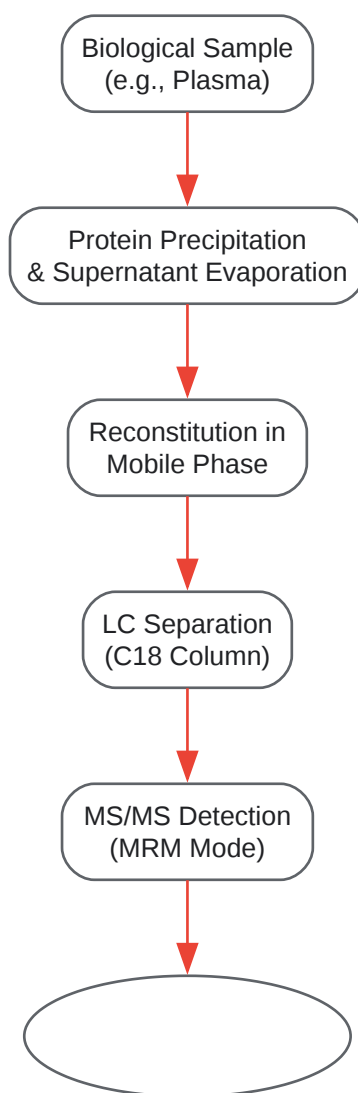 Biological Sample
(e.g., Plasma)
Protein Precipitation
& Supernatant Evaporation
Reconstitution in
Mobile Phase
LC Separation
(C18 Column)
MS/MS Detection
(MRM Mode)